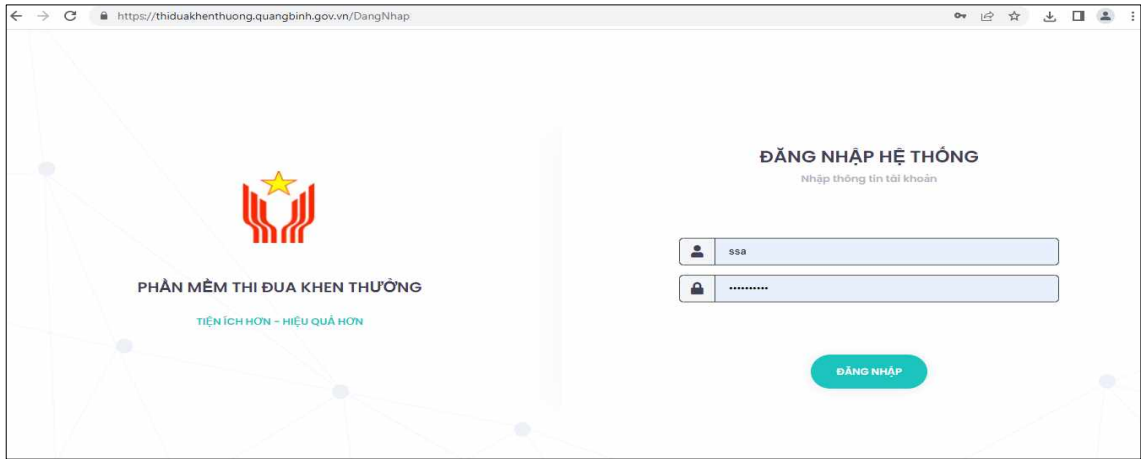 https://thiduakhenthuong.quangbinh.gov.vn/DangNhap
ĐĂNG NHẬP HỆ THỐNG
Nhập thông tin tài khoản
ssa
••••••••••
PHẦN MỀM THI ĐUA KHEN THƯỞNG
TIỆN ÍCH HƠN - HIỆU QUẢ HƠN
ĐĂNG NHẬP